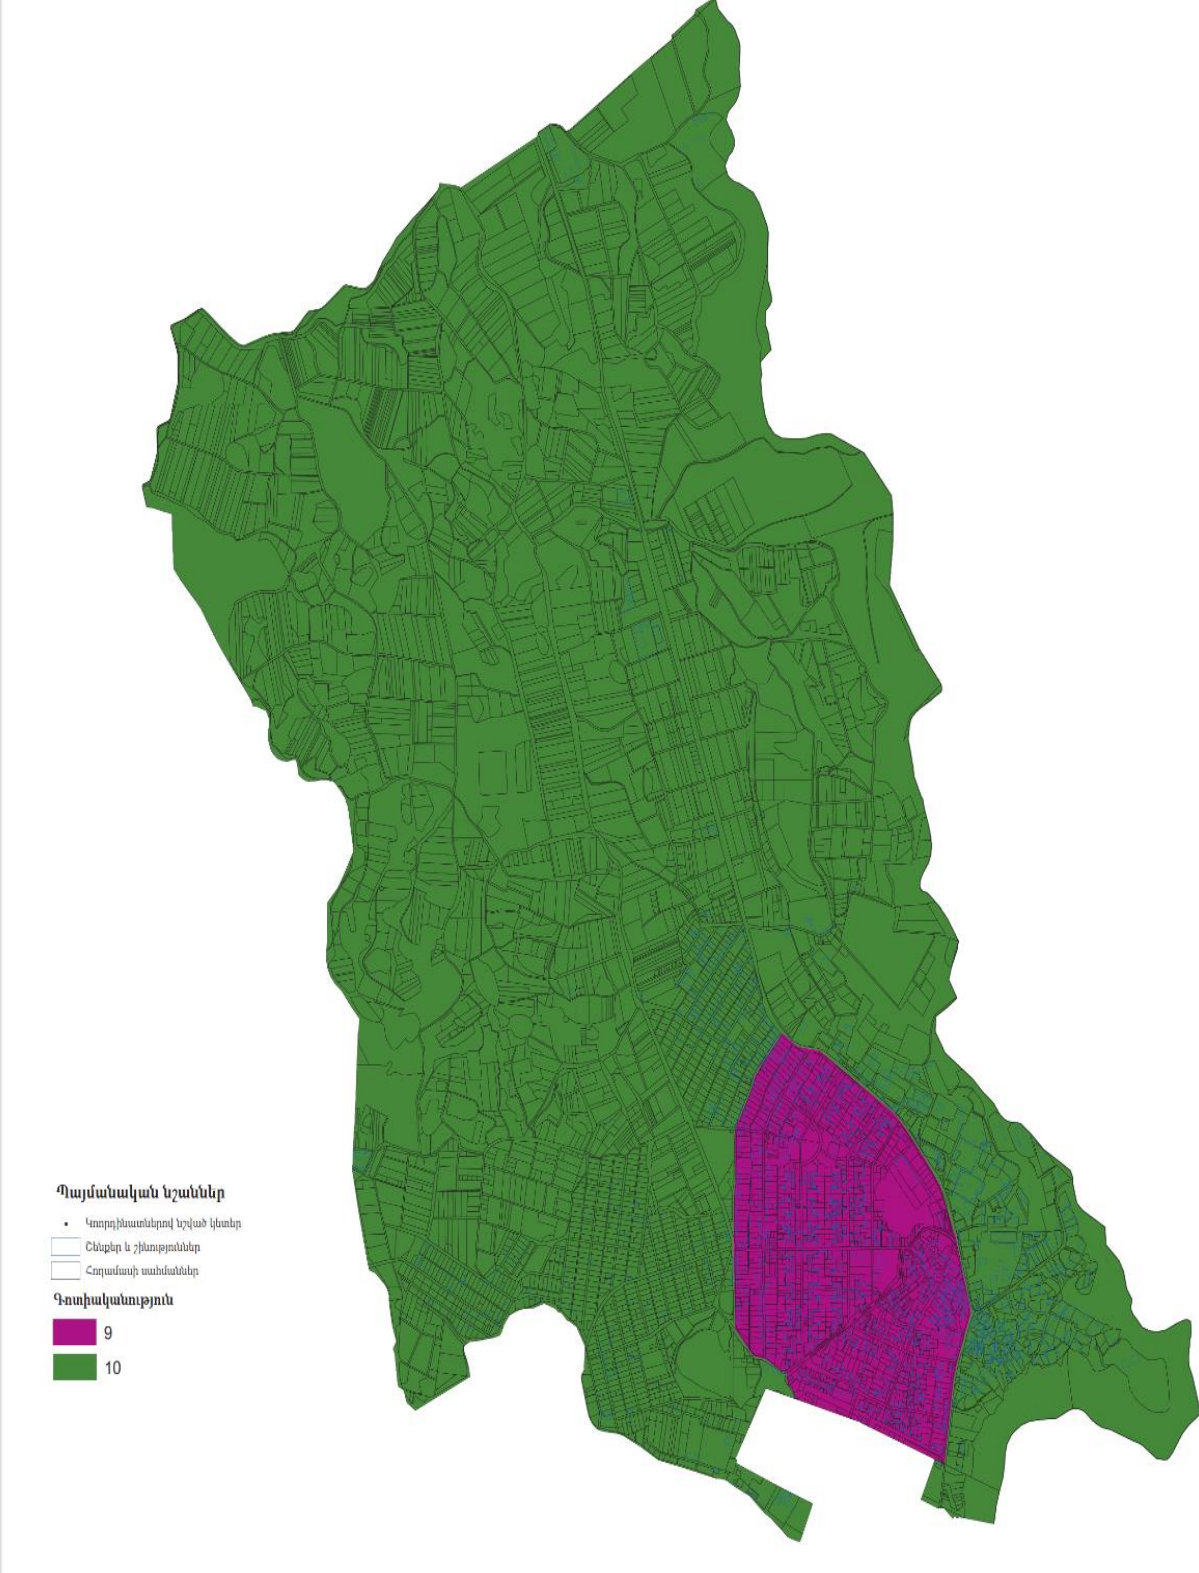 Պայմանական նշաններ
Կոորդինատներով նշված կետեր
Շենքեր և շինություններ
Հողամասի սահմաններ
Գոտիականություն
9
10